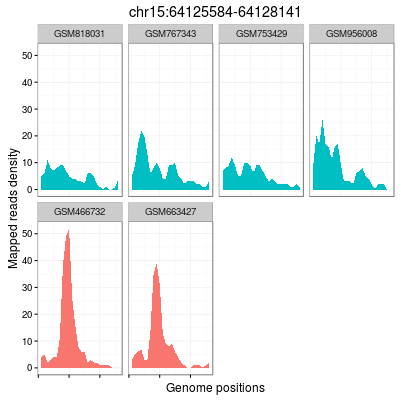 chr15:64125584-64128141
GSM818031 GSM767343 GSM753429 GSM956008
50
40
30
20
10
0
GSM466732 GSM663427
50
40
30
20
10
0
Mapped reads density
Genome positions